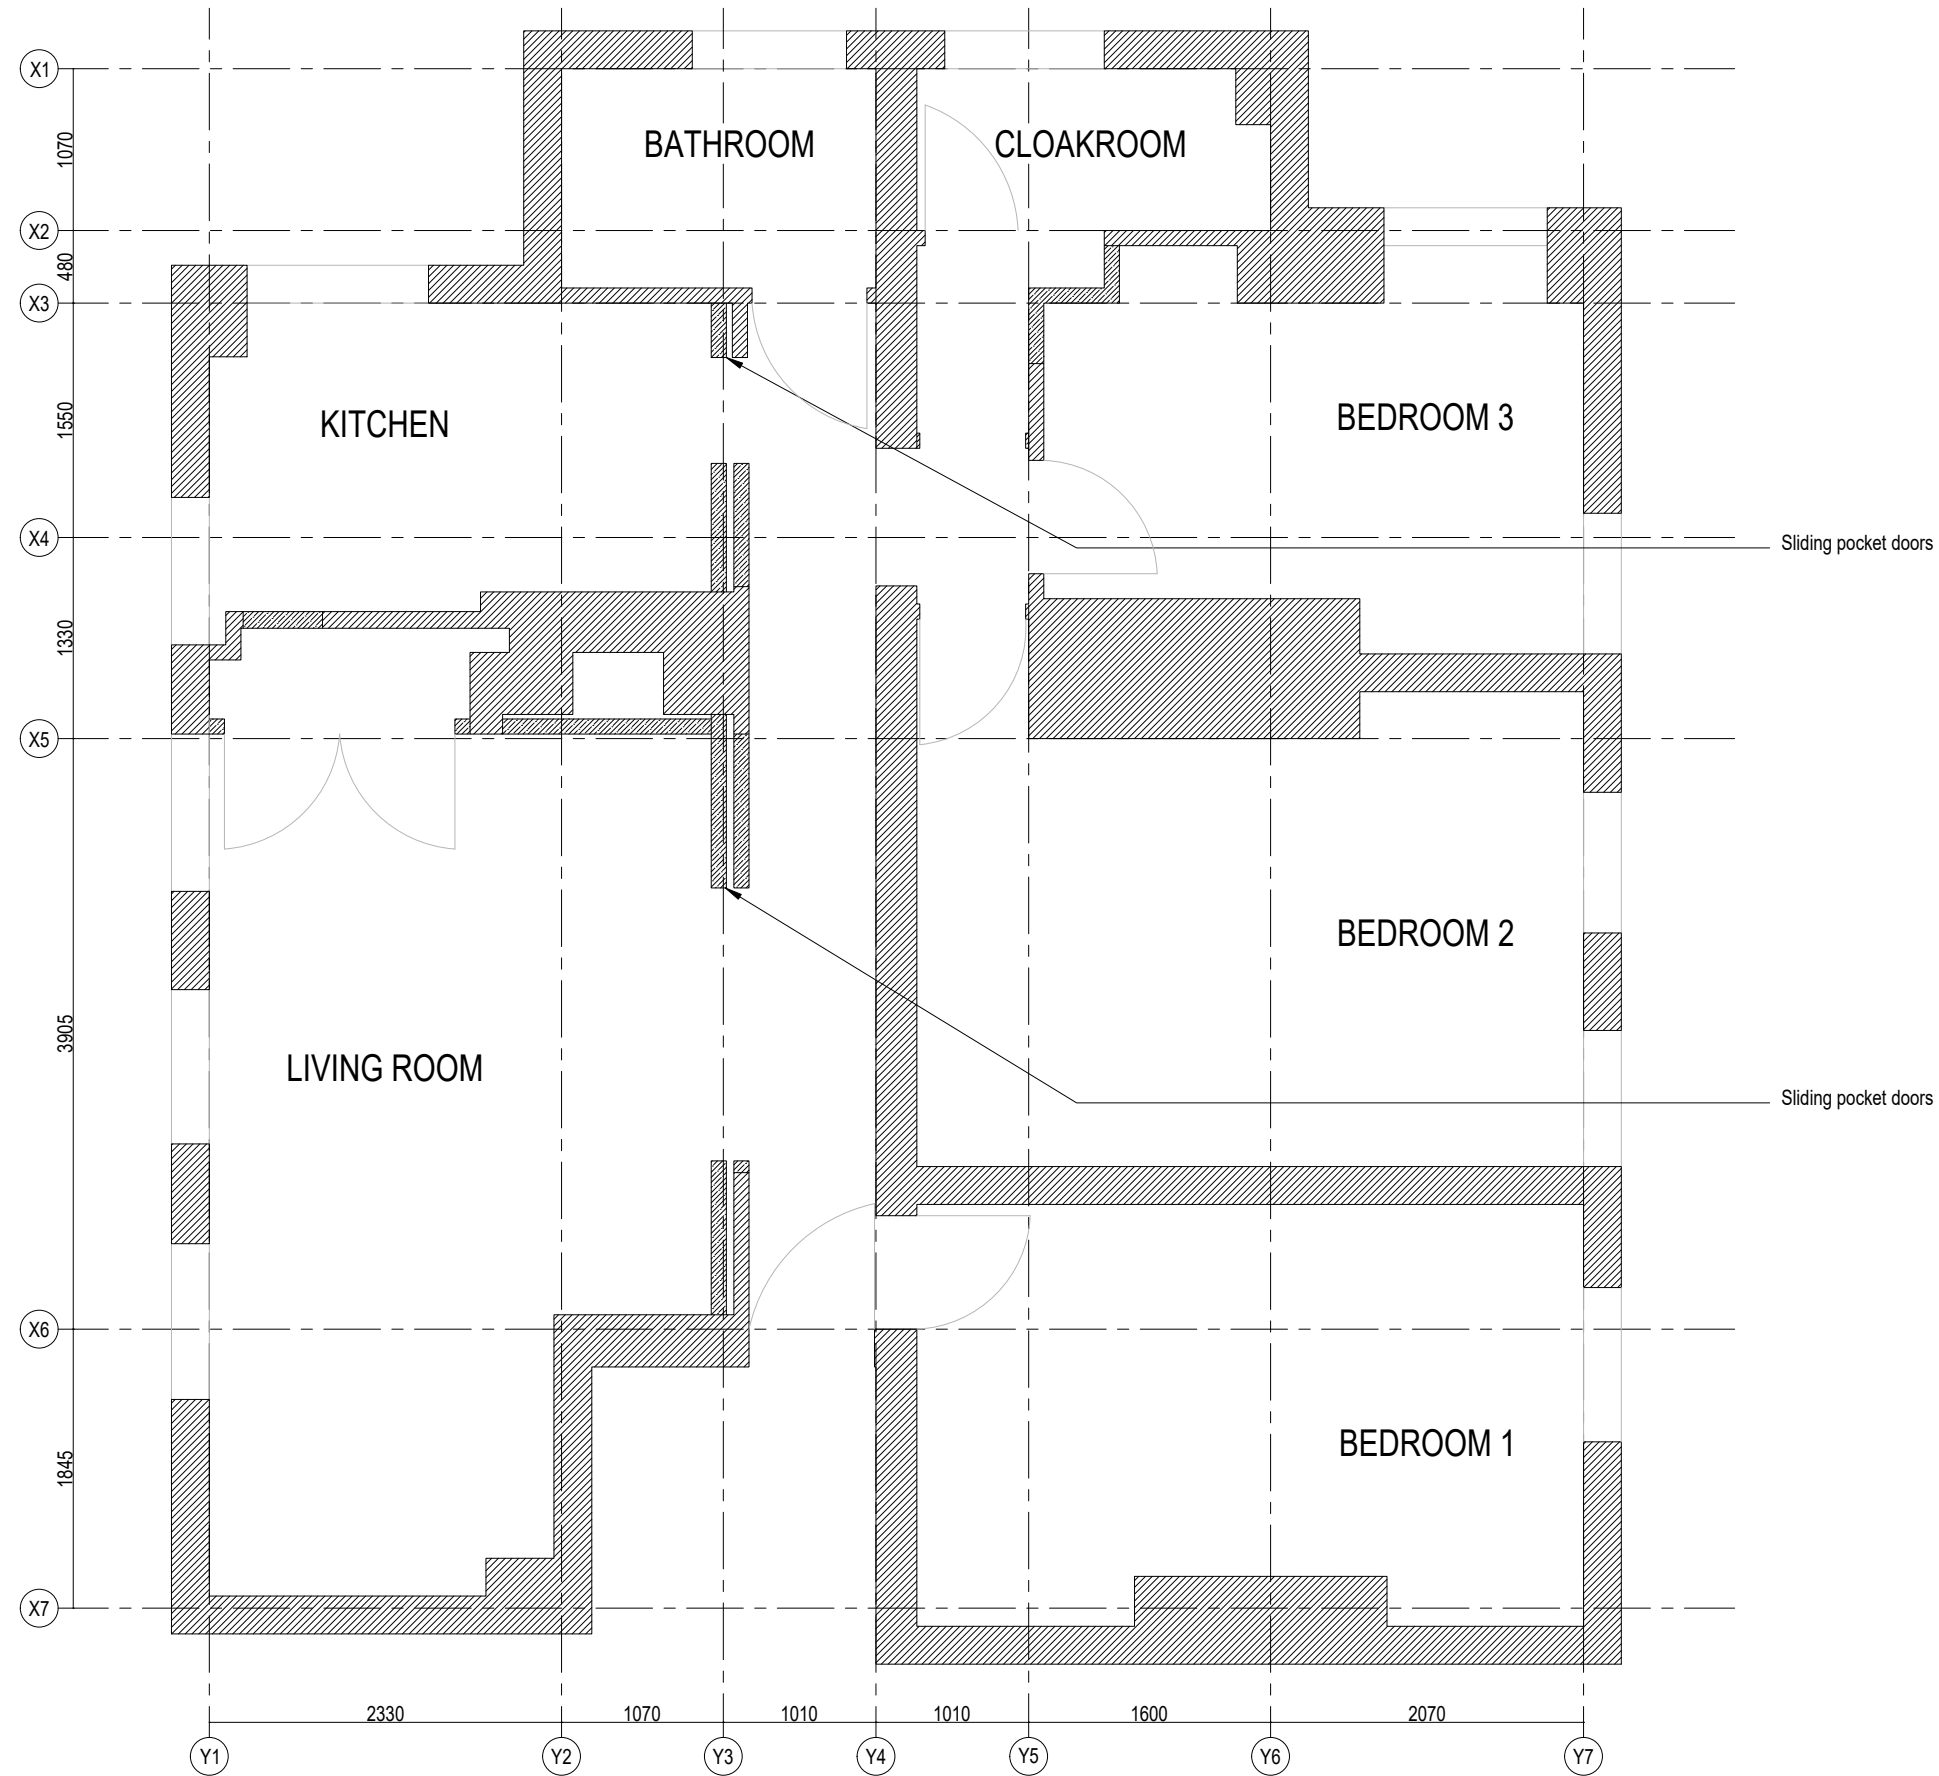 X1
1070
BATHROOM
CLOAKROOM
X2
480
X3
1550
KITCHEN
BEDROOM 3
X4
Sliding pocket doors
1330
X5
BEDROOM 2
3905
LIVING ROOM
Sliding pocket doors
X6
1845
BEDROOM 1
X7
2330
1070
1010
1010
1600
2070
Y1
Y2
Y3
Y4
Y5
Y6
Y7